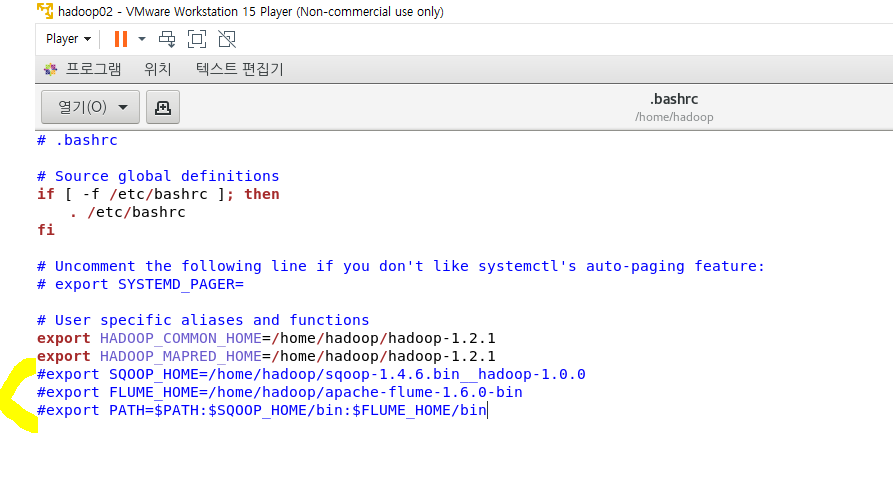 hadoop02 - VMware Workstation 15 Player (Non-commercial use only)
Player
프로그램 위치 텍스트 편집기
열기(O)
.bashrc
/home/hadoop
# .bashrc
# Source global definitions
if [ -f /etc/bashrc ]; then
    . /etc/bashrc
fi
# Uncomment the following line if you don't like systemctl's auto-paging feature:
# export SYSTEMD_PAGER=
# User specific aliases and functions
export HADOOP_COMMON_HOME=/home/hadoop/hadoop-1.2.1
export HADOOP_MAPRED_HOME=/home/hadoop/hadoop-1.2.1
#export SQOOP_HOME=/home/hadoop/sqoop-1.4.6.bin__hadoop-1.0.0
#export FLUME_HOME=/home/hadoop/apache-flume-1.6.0-bin
#export PATH=$PATH:$SQOOP_HOME/bin:$FLUME_HOME/bin